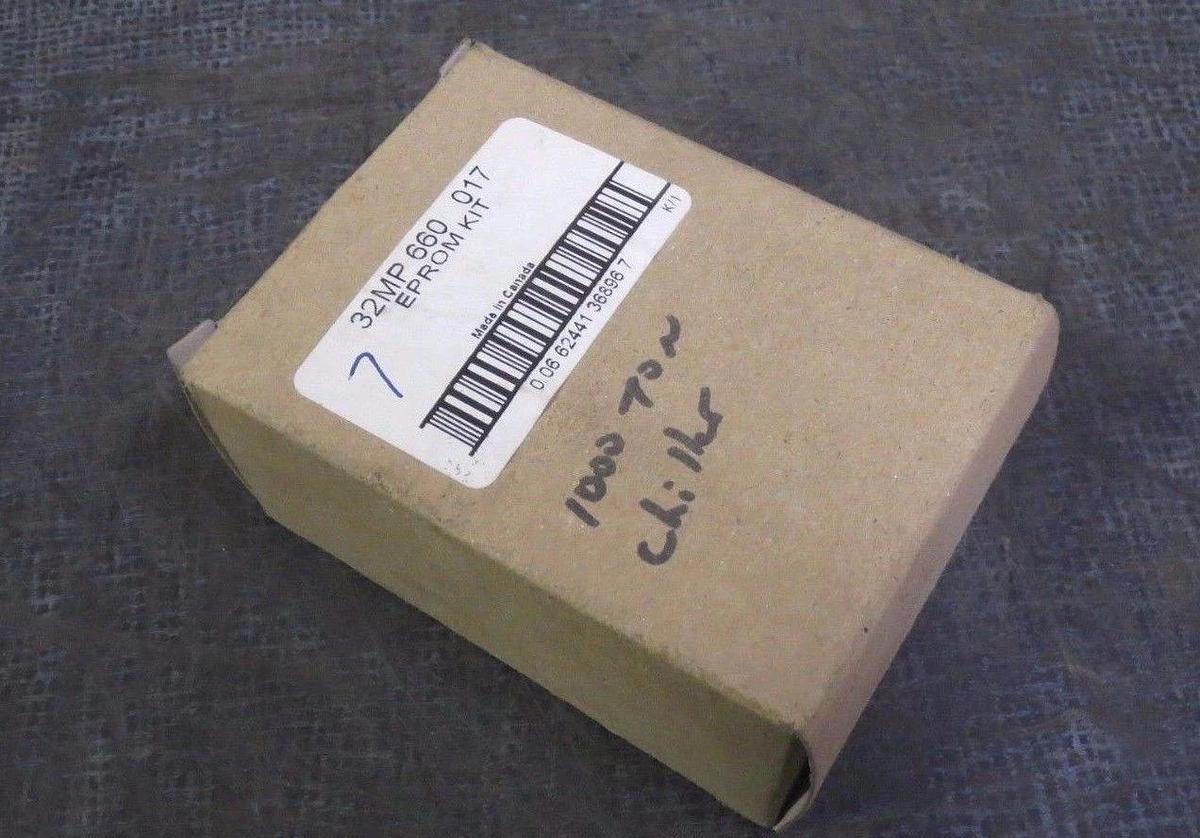 32MP 660 017
EPROM KIT
7
Made in Canada
0 06 62441 36896 7
K/1
1000 TON
chiller